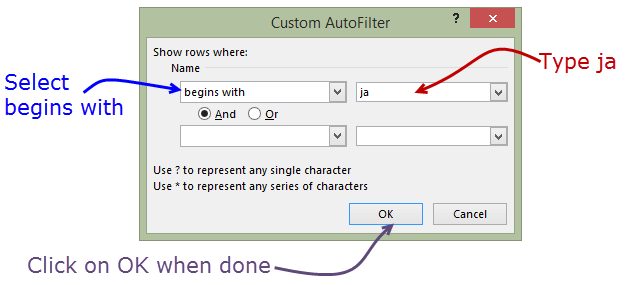 Custom AutoFilter ?
Show rows where:
Name
Type ja
Select
begins with
begins with
ja
And Or
Use ? to represent any single character
Use * to represent any series of characters
OK Cancel
Click on OK when done